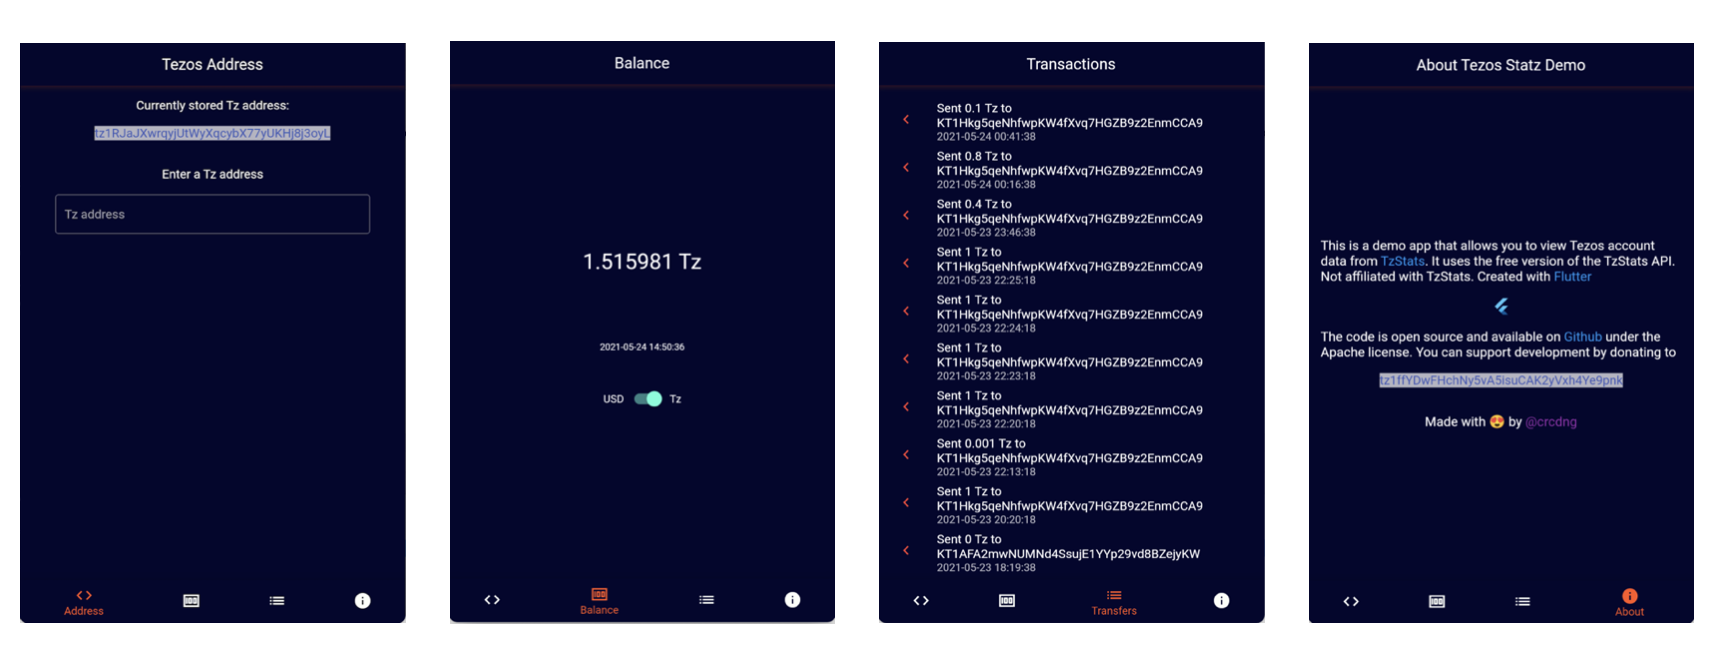 Tezos Address
Currently stored Tz address:
tz1RJaJXwrqyjUtWyXqcybX77yUKHj8j3oyL
Enter a Tz address
Tz address
Address
Balance
1.515981 Tz
2021-05-24 14:50:36
USD Tz
Balance
Transactions
Sent 0.1 Tz to
KT1Hkg5qeNhfwpKW4fXvq7HGZB9z2EnmCCA9
2021-05-24 00:41:38
Sent 0.8 Tz to
KT1Hkg5qeNhfwpKW4fXvq7HGZB9z2EnmCCA9
2021-05-24 00:16:38
Sent 0.4 Tz to
KT1Hkg5qeNhfwpKW4fXvq7HGZB9z2EnmCCA9
2021-05-23 23:46:38
Sent 1 Tz to
KT1Hkg5qeNhfwpKW4fXvq7HGZB9z2EnmCCA9
2021-05-23 22:25:18
Sent 1 Tz to
KT1Hkg5qeNhfwpKW4fXvq7HGZB9z2EnmCCA9
2021-05-23 22:24:18
Sent 1 Tz to
KT1Hkg5qeNhfwpKW4fXvq7HGZB9z2EnmCCA9
2021-05-23 22:23:18
Sent 1 Tz to
KT1Hkg5qeNhfwpKW4fXvq7HGZB9z2EnmCCA9
2021-05-23 22:20:18
Sent 0.001 Tz to
KT1Hkg5qeNhfwpKW4fXvq7HGZB9z2EnmCCA9
2021-05-23 22:13:18
Sent 1 Tz to
KT1Hkg5qeNhfwpKW4fXvq7HGZB9z2EnmCCA9
2021-05-23 20:20:18
Sent 0 Tz to
KT1AFA2mwNUMNd4SsujE1YYp29vd8BZejyKW
2021-05-23 18:19:38
Transfers
About Tezos Statz Demo
This is a demo app that allows you to view Tezos account
data from TzStats. It uses the free version of the TzStats API.
Not affiliated with TzStats. Created with Flutter
The code is open source and available on Github under the
Apache license. You can support development by donating to
tz1ffYDwFHchNy5vA5isuCAK2yVxh4Ye9pnk
Made with 😍 by @crcdng
About